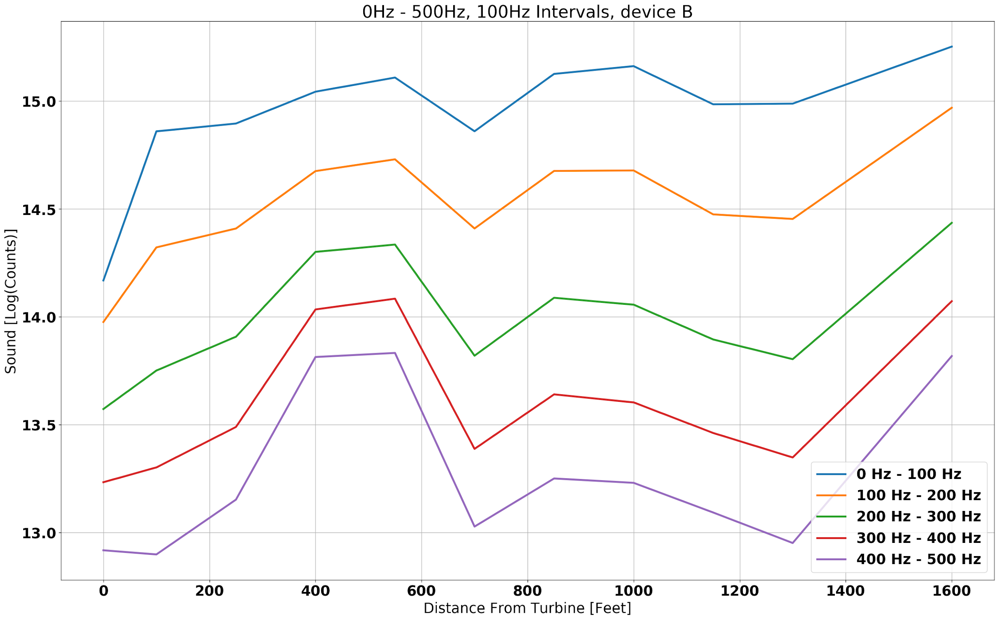 0Hz - 500Hz, 100Hz Intervals, device B
Sound [Log(Counts)]
15.0
14.5
14.0
13.5
13.0
0 Hz - 100 Hz
100 Hz - 200 Hz
200 Hz - 300 Hz
300 Hz - 400 Hz
400 Hz - 500 Hz
0 200 400 600 800 1000 1200 1400 1600
Distance From Turbine [Feet]